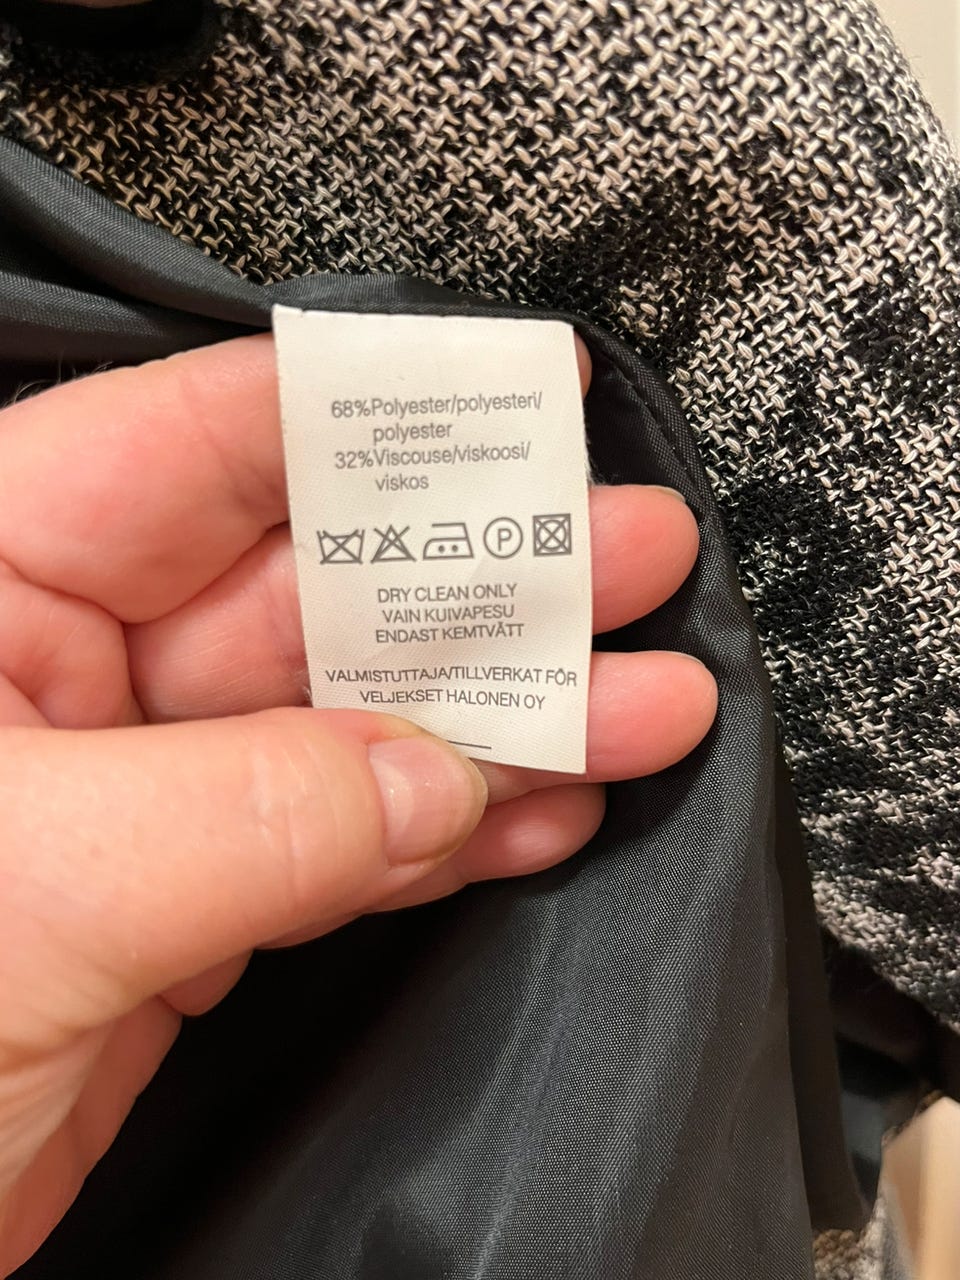 68%Polyester/polyesteri/
polyester
32%Viscouse/viskoosi/
viskos
P
DRY CLEAN ONLY
VAIN KUIVAPESU
ENDAST KEMTVÄTT
VALMISTUTTAJA/TILLVERKAT FÖR
VELJEKSET HALONEN OY